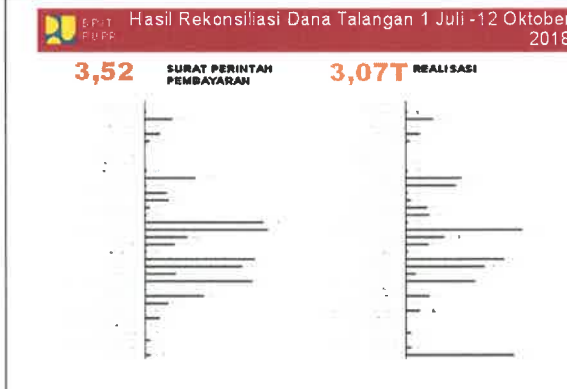 BPJT
PUPR
Hasil Rekonsiliasi Dana Talangan 1 Juli -12 Oktober
2018
3,52 SURAT PERINTAH
PEMBAYARAN
3,07T REALISASI